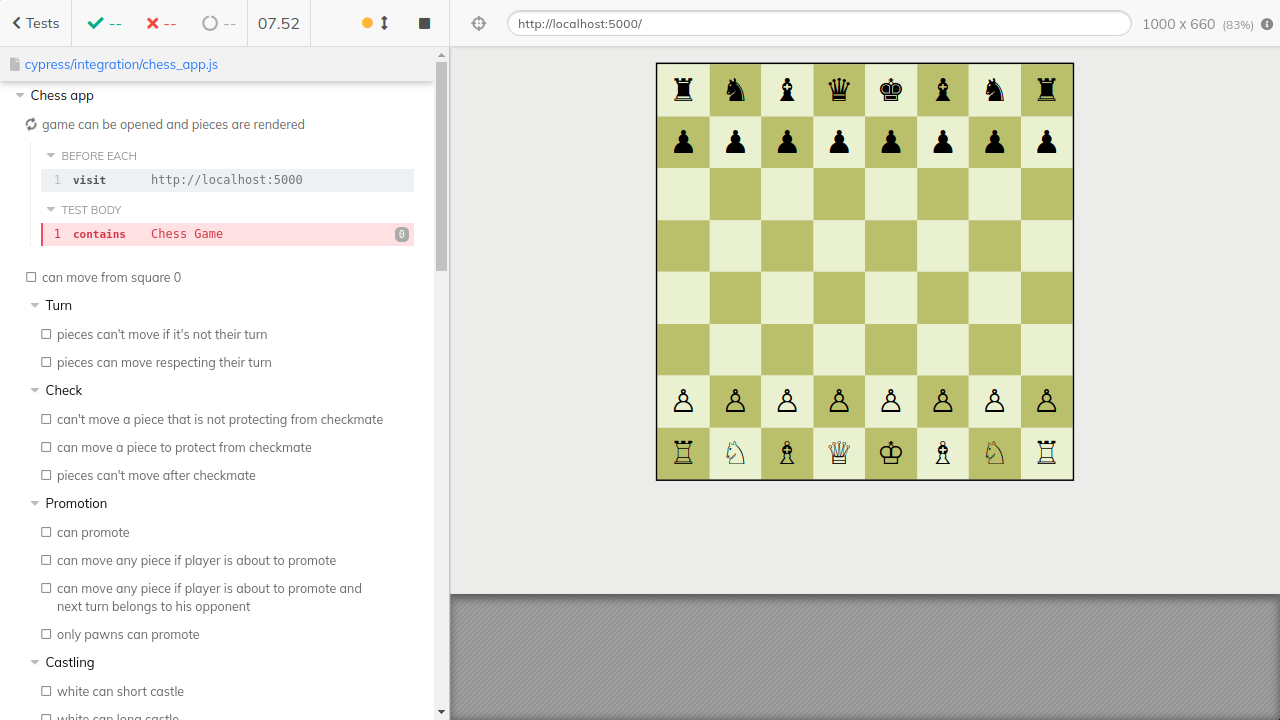 Tests
--
--
--
07.52
http://localhost:5000/
1000 x 660 (83%)
cypress/integration/chess_app.js
Chess app
game can be opened and pieces are rendered
BEFORE EACH
1 visit http://localhost:5000
TEST BODY
1 contains Chess Game 0
can move from square 0
Turn
pieces can't move if it's not their turn
pieces can move respecting their turn
Check
can't move a piece that is not protecting from checkmate
can move a piece to protect from checkmate
pieces can't move after checkmate
Promotion
can promote
can move any piece if player is about to promote
can move any piece if player is about to promote and
next turn belongs to his opponent
only pawns can promote
Castling
white can short castle
white can long castle